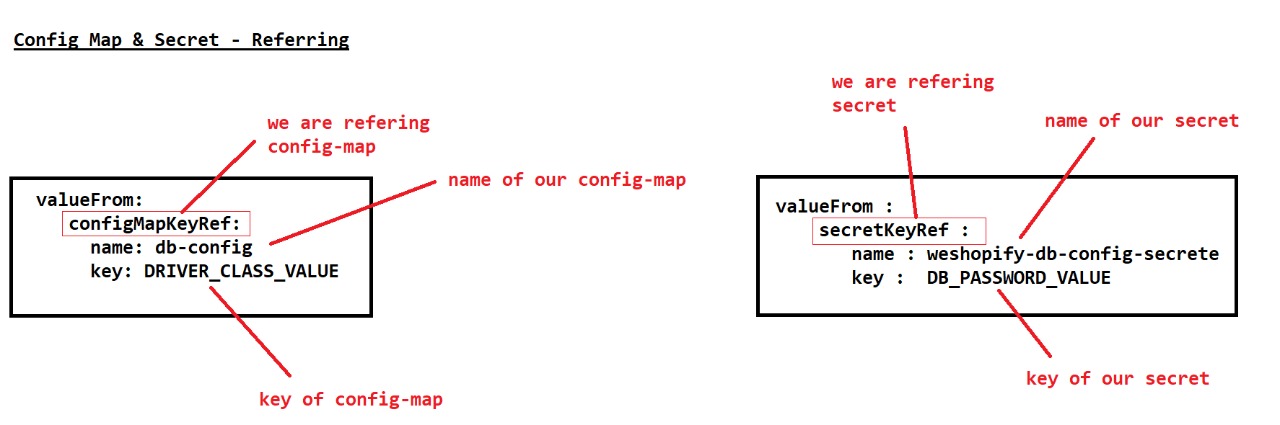 Config Map & Secret - Referring
we are refering
config-map
name of our config-map
valueFrom:
configMapKeyRef:
name: db-config
key: DRIVER_CLASS_VALUE
key of config-map
we are refering
secret
name of our secret
valueFrom :
secretKeyRef :
name : weshopify-db-config-secrete
key :  DB_PASSWORD_VALUE
key of our secret